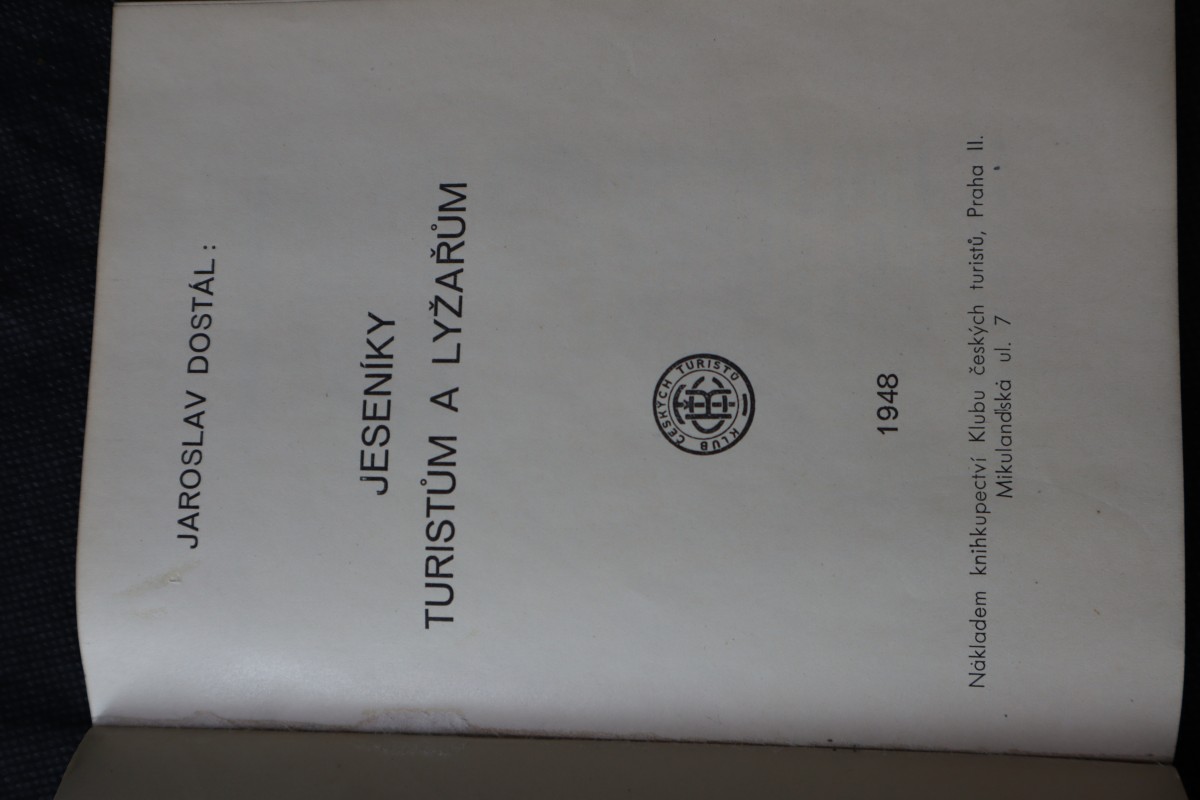 JAROSLAV DOSTÁL:
JESENÍKY
TURISTŮM A LYŽAŘŮM
KLUB ČESKÝCH TURISTŮ
1948
Nákladem knihkupectví Klubu českých turistů, Praha II.
Mikulandská ul. 7